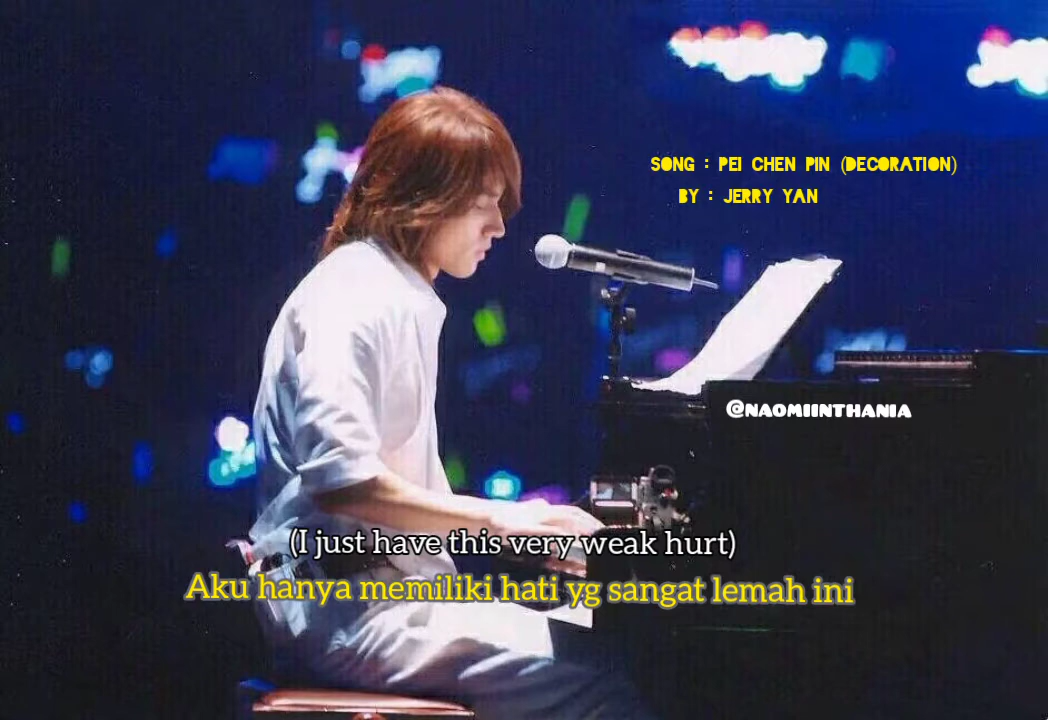 SONG : PEI CHEN PIN (DECORATION)
BY : JERRY YAN
@NAOMIINTHANIA
(I just have this very weak hurt)
Aku hanya memiliki hati yg sangat lemah ini